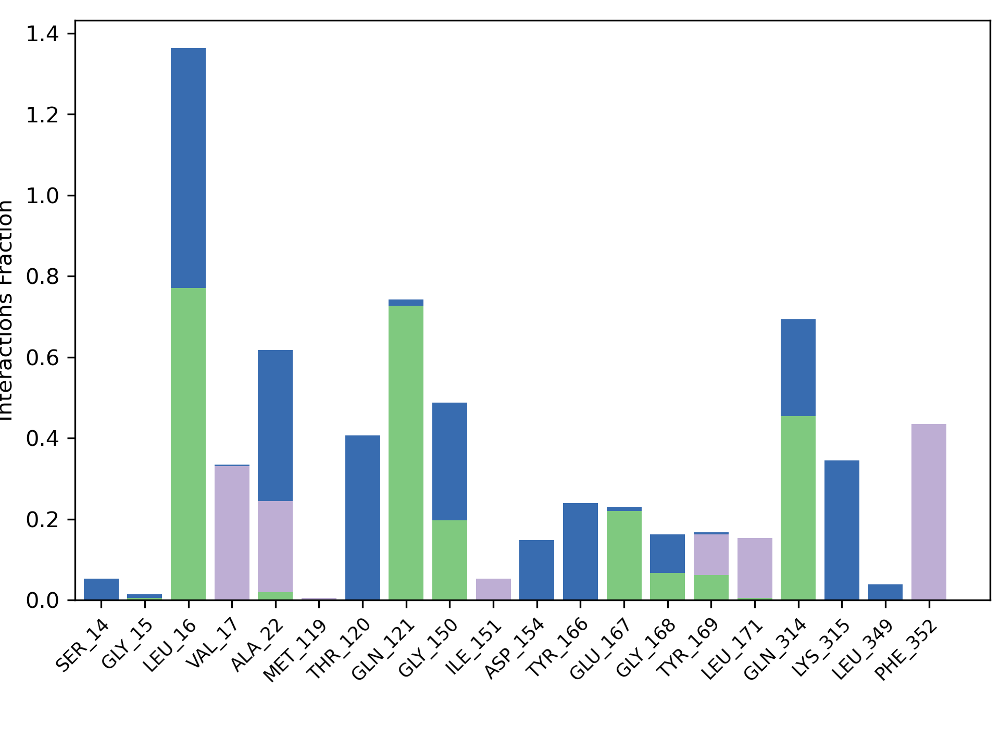 1.4
1.2
1.0
0.8
0.6
0.4
0.2
0.0
Interactions Fraction
SER_14
GLY_15
LEU_16
VAL_17
ALA_22
MET_119
THR_120
GLN_121
GLY_150
ILE_151
ASP_154
TYR_166
GLU_167
GLY_168
TYR_169
LEU_171
GLN_314
LYS_315
LEU_349
PHE_352